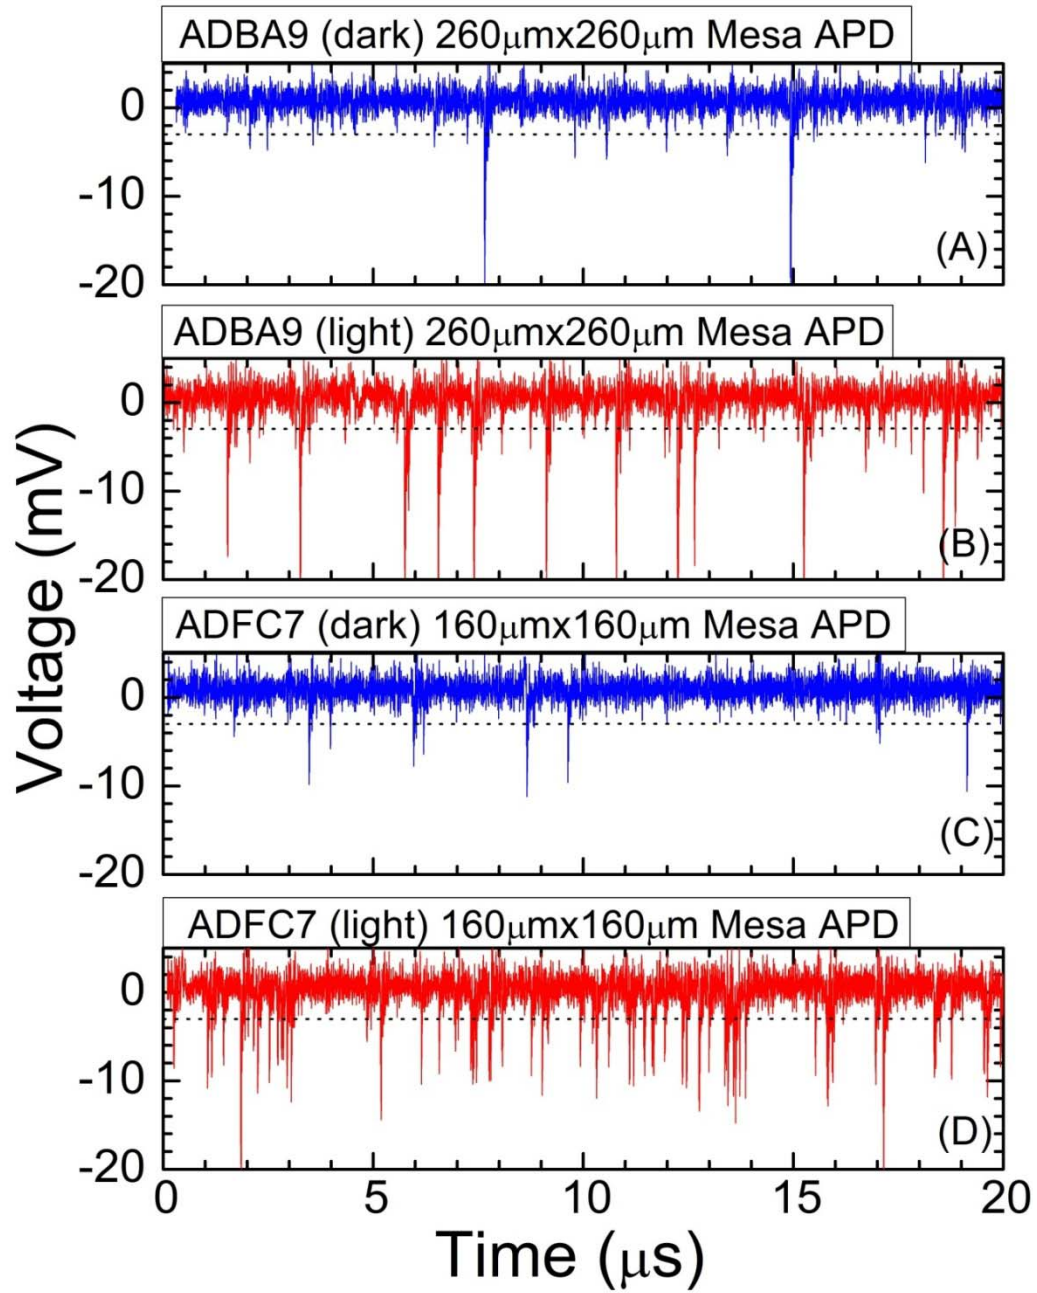 ADBA9 (dark) 260μmx260μm Mesa APD
0
-10
-20
(A)
ADBA9 (light) 260μmx260μm Mesa APD
0
-10
-20
(B)
ADFC7 (dark) 160μmx160μm Mesa APD
0
-10
-20
(C)
ADFC7 (light) 160μmx160μm Mesa APD
0
-10
-20
(D)
0 5 10 15 20
Time (μs)
Voltage (mV)